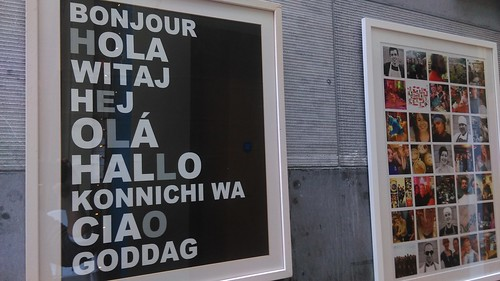 BONJOUR
HOLA
WITAJ
HEJ
OLÁ
HALLO
KONNICHI WA
CIAO
GODDAG